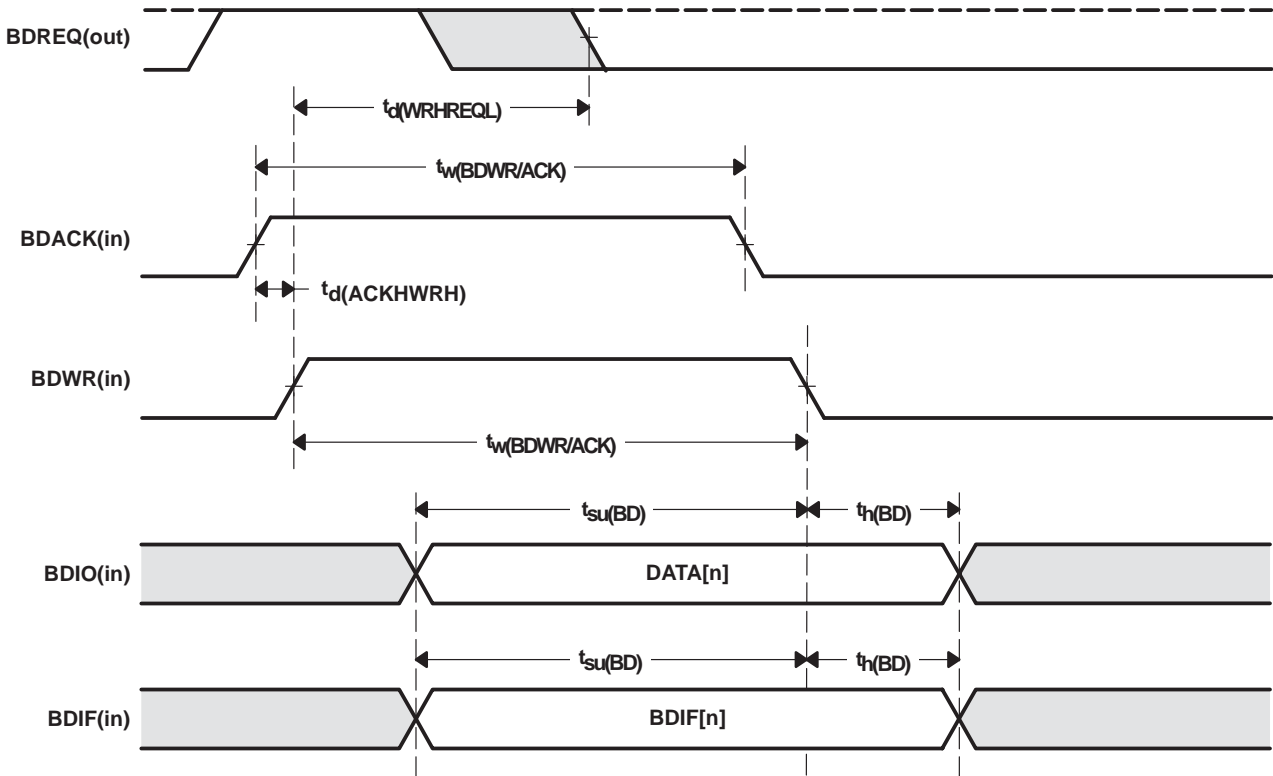 BDREQ(out)
td(WRHREQL)
tw(BDWR/ACK)
BDACK(in)
td(ACKHWRH)
BDWR(in)
tw(BDWR/ACK)
tsu(BD)
th(BD)
BDIO(in)
DATA[n]
tsu(BD)
th(BD)
BDIF(in)
BDIF[n]